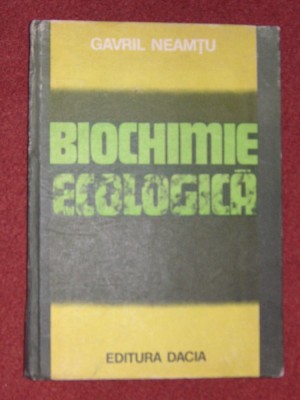 GAVRIL NEAMȚU
BIOCHIMIE
ECOLOGICĂ
EDITURA DACIA